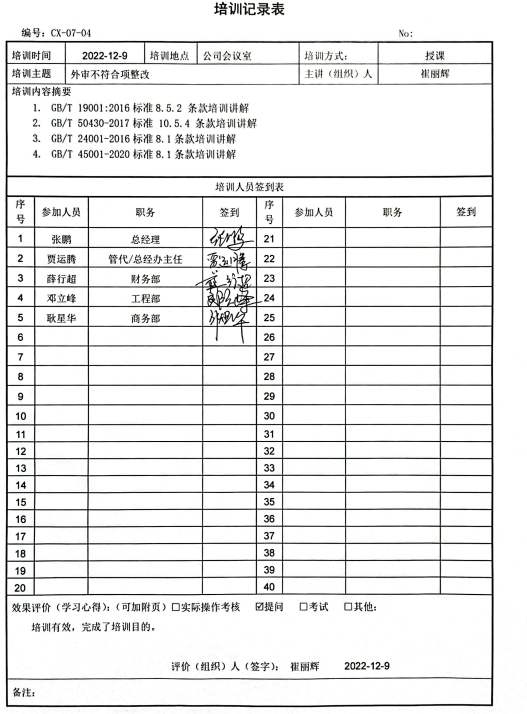 培训记录表
编号：CX-07-04 No:
培训时间 2022-12-9 培训地点 公司会议室 培训方式： 授课
培训主题 外审不符合项整改 主讲（组织）人 崔丽辉
培训内容摘要
1. GB/T 19001:2016 标准 8.5.2 条款培训讲解
2. GB/T 50430-2017 标准 10.5.4 条款培训讲解
3. GB/T 24001-2016 标准 8.1 条款培训讲解
4. GB/T 45001-2020 标准 8.1 条款培训讲解
培训人员签到表
序号 参加人员 职务 签到 序号 参加人员 职务 签到
1 张鹏 总经理 张鹏 21
2 贾运腾 管代/总经办主任 贾运腾 22
3 薛行超 财务部 薛行超 23
4 邓立峰 工程部 邓立峰 24
5 耿星华 商务部 耿星华 25
6 26
7 27
8 28
9 29
10 30
11 31
12 32
13 33
14 34
15 35
16 36
17 37
18 38
19 39
20 40
效果评价（学习心得）：（可加附页）☐实际操作考核 ☑提问 ☐考试 ☐其他：
培训有效，完成了培训目的。
评价（组织）人（签字）： 崔丽辉 2022-12-9
备注：